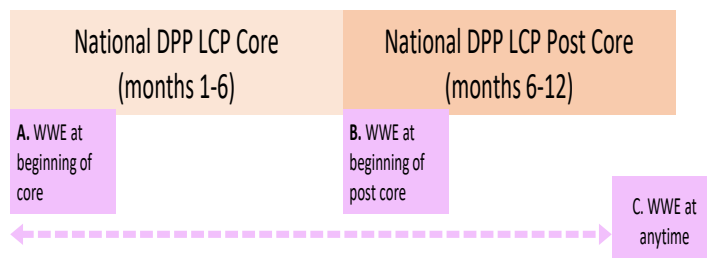 National DPP LCP Core
(months 1-6)
National DPP LCP Post Core
(months 6-12)
A. WWE at
beginning of
core
B. WWE at
beginning of
post core
C. WWE at
anytime